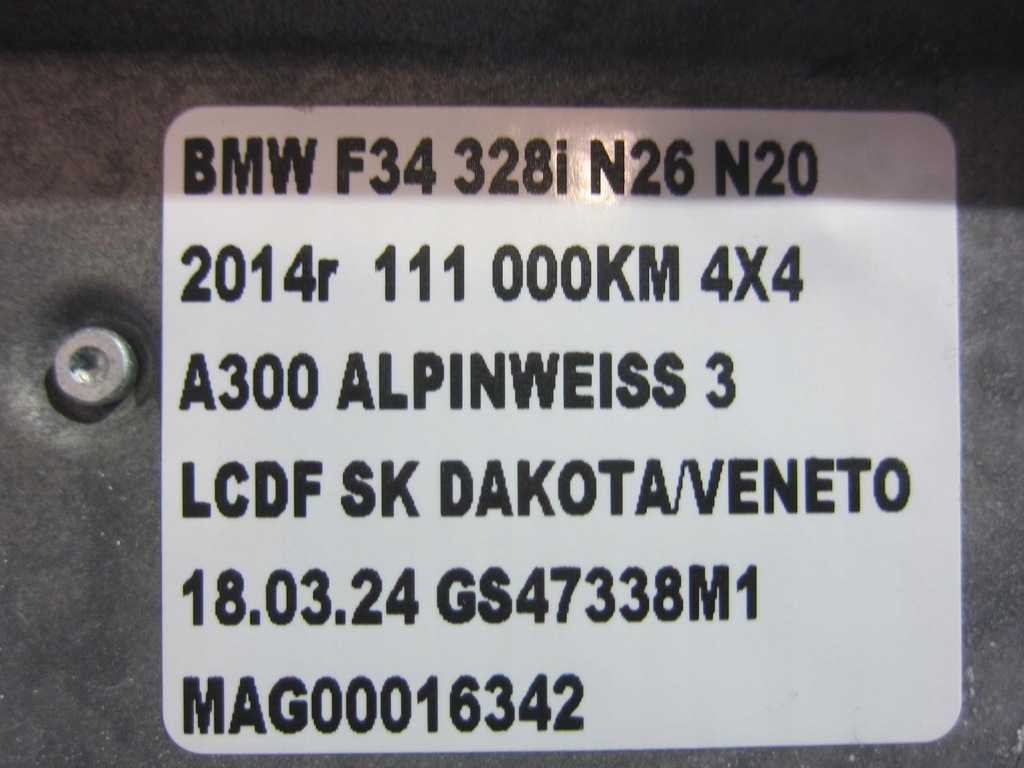 BMW F34 328i N26 N20
2014r 111 000KM 4X4
A300 ALPINWEISS 3
LCDF SK DAKOTA/VENETO
18.03.24 GS47338M1
MAG00016342